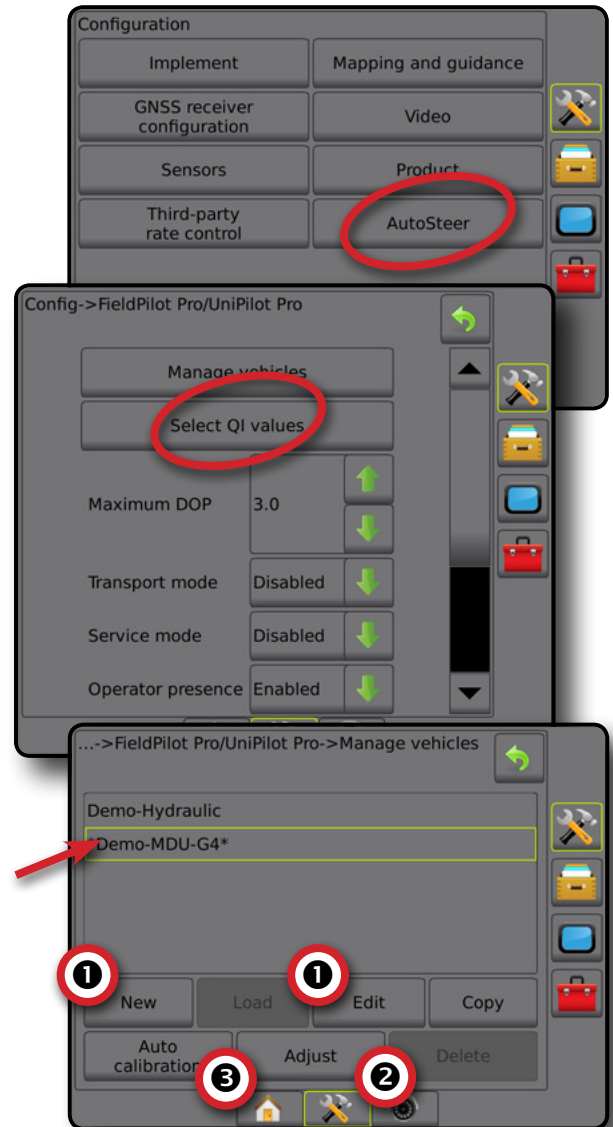 Configuration
Implement
Mapping and guidance
GNSS receiver
configuration
Video
Sensors
Product
Third-party
rate control
AutoSteer
Config->FieldPilot Pro/UniPilot Pro
Manage vehicles
Select QI values
Maximum DOP
3.0
Transport mode
Disabled
Service mode
Disabled
Operator presence
Enabled
...->FieldPilot Pro/UniPilot Pro->Manage vehicles
Demo-Hydraulic
*Demo-MDU-G4*
1
1
New
Load
Edit
Copy
Auto
calibration
Adjust
Delete
3
2